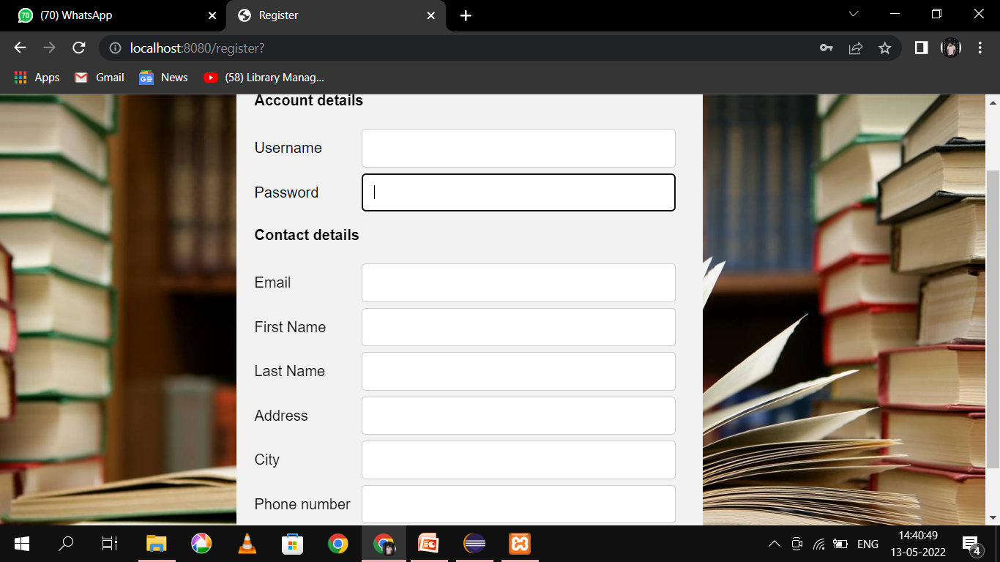 70 (70) WhatsApp
Register
localhost:8080/register?
Apps
Gmail
GE News
(58) Library Manag...
Account details
Username
Password
Contact details
Email
First Name
Last Name
Address
City
Phone number
ENG
14:40:49
13-05-2022
4